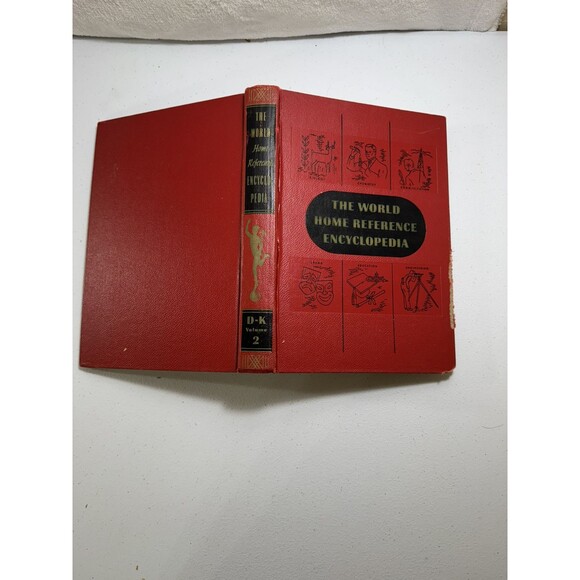 THE
WORLD
Home
Reference
ENCYCLO
PEDIA
D-K
Volume
2
THE WORLD
HOME REFERENCE
ENCYCLOPEDIA